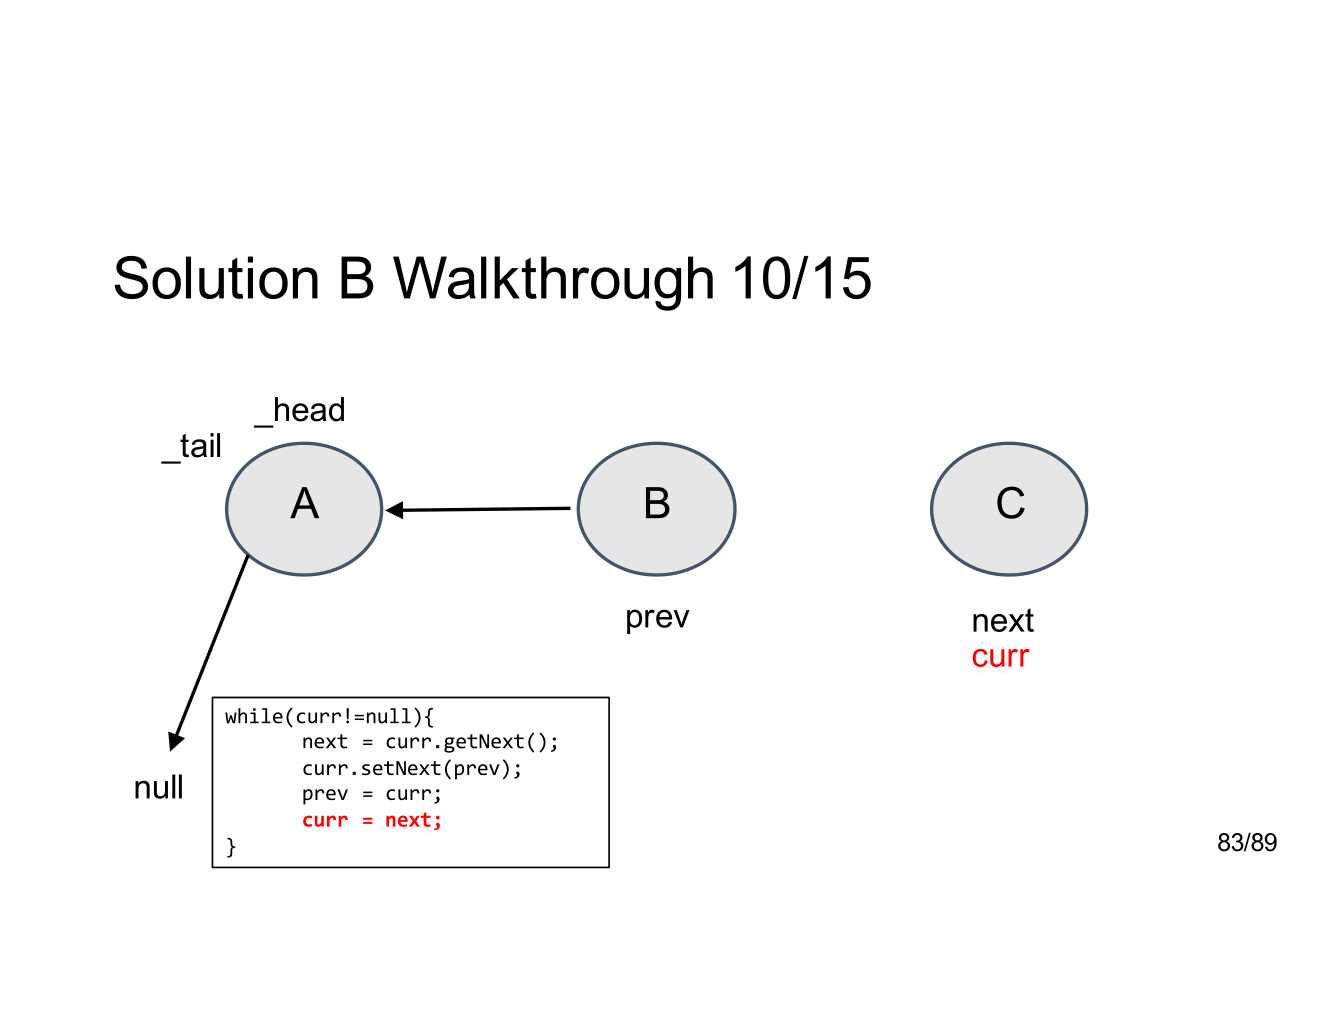 Solution B Walkthrough 10/15
_head
_tail
A
B
C
prev
next
curr
while(curr!=null){
next = curr.getNext();
curr.setNext(prev);
prev = curr;
curr = next;
}
null
83/89